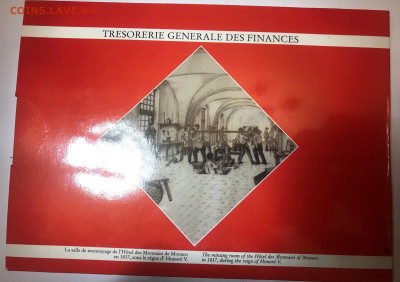 COINS.LAVE.RU
TRESORERIE GENERALE DES FINANCES
La salle de monnayage de l'Hôtel des Monnaies de Monaco
en 1837, sous le règne d'Honoré V.
The minting room of the Hôtel des Monnaies of Monaco
in 1837, during the reign of Honoré V.